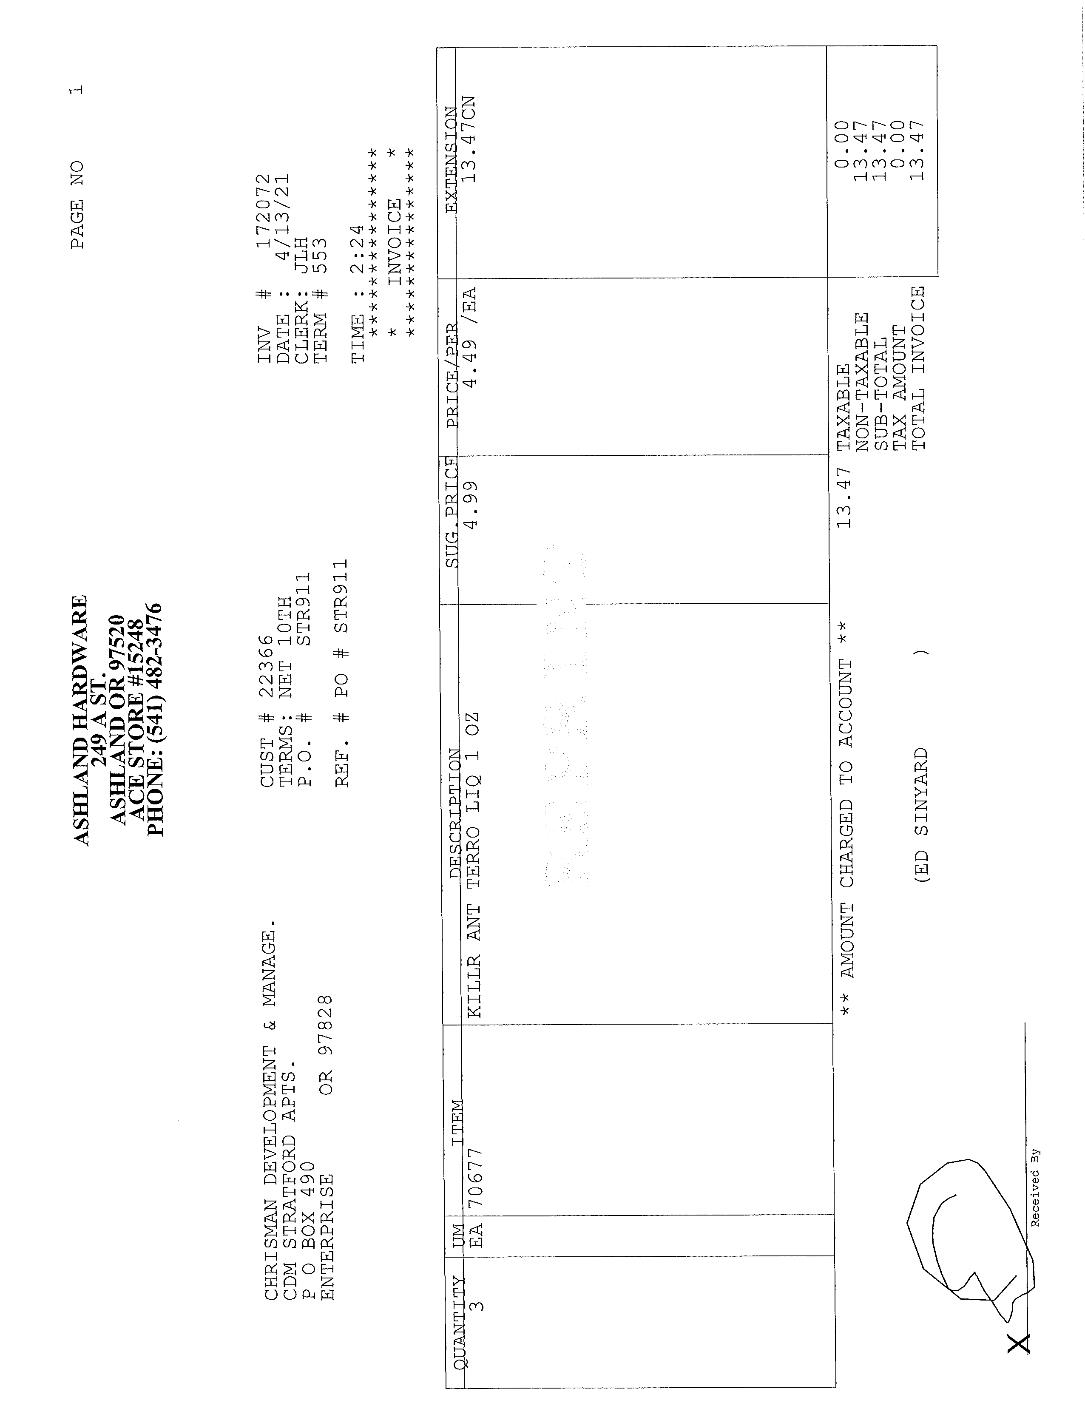 PAGE NO 1
ASHLAND HARDWARE
249 A ST.
ASHLAND OR 97520
ACE STORE #15248
PHONE: (541) 482-3476
CHRISMAN DEVELOPMENT & MANAGE. CUST # 22366 INV # 172072
CDM STRATFORD APTS. TERMS: NET 10TH DATE : 4/13/21
P O BOX 490 P.O. # STR911 CLERK: JLH
ENTERPRISE OR 97828 TERM # 553
REF. # PO # STR911 TIME : 2:24
*******************
* INVOICE *
*******************
QUANTITY UM ITEM DESCRIPTION SUG.PRICE PRICE/PER EXTENSION
3 EA 70677 KILLR ANT TERRO LIQ 1 OZ 4.99 4.49 /EA 13.47CN
** AMOUNT CHARGED TO ACCOUNT ** 13.47 TAXABLE 0.00
NON-TAXABLE 13.47
SUB-TOTAL 13.47
TAX AMOUNT 0.00
(ED SINYARD ) TOTAL INVOICE 13.47
X
Received By